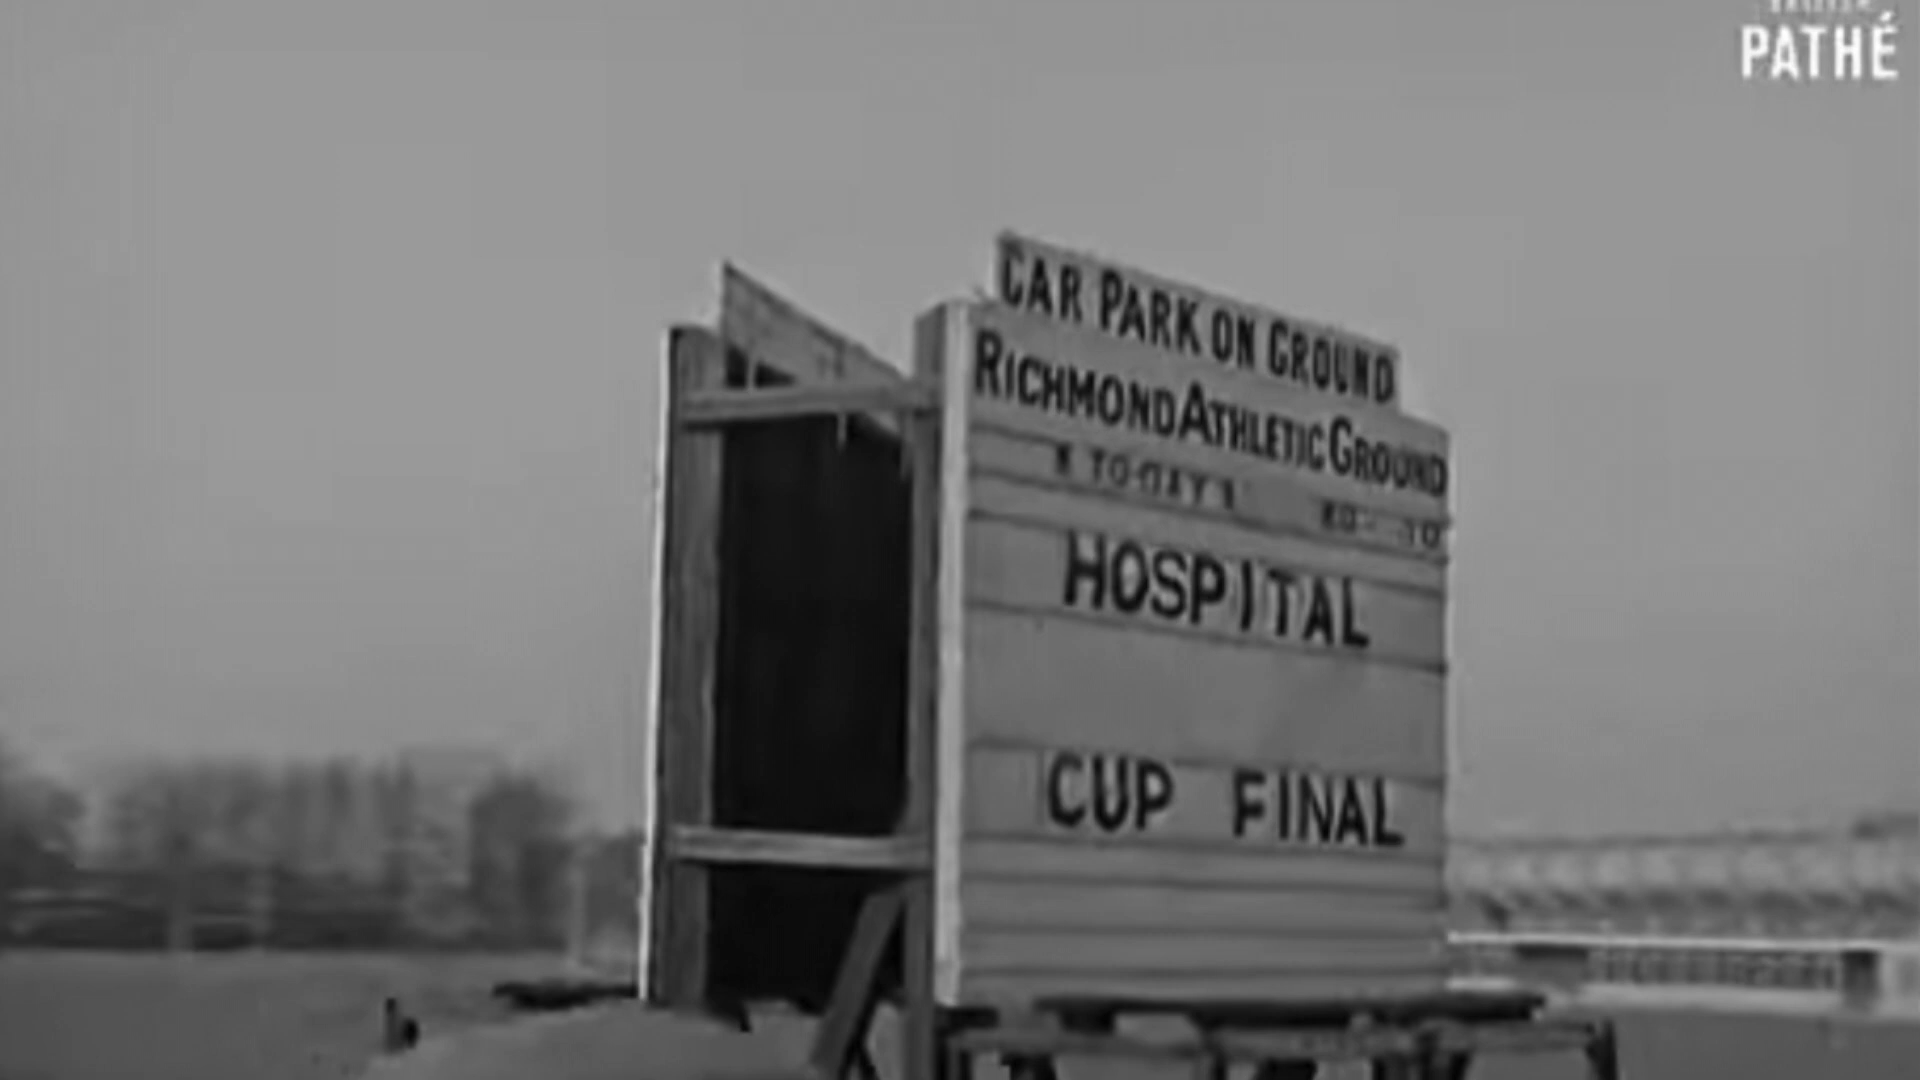 PATHÉ
CAR PARK ON GROUND
RICHMOND ATHLETIC GROUND
TO-DAY
HOSPITAL
CUP FINAL